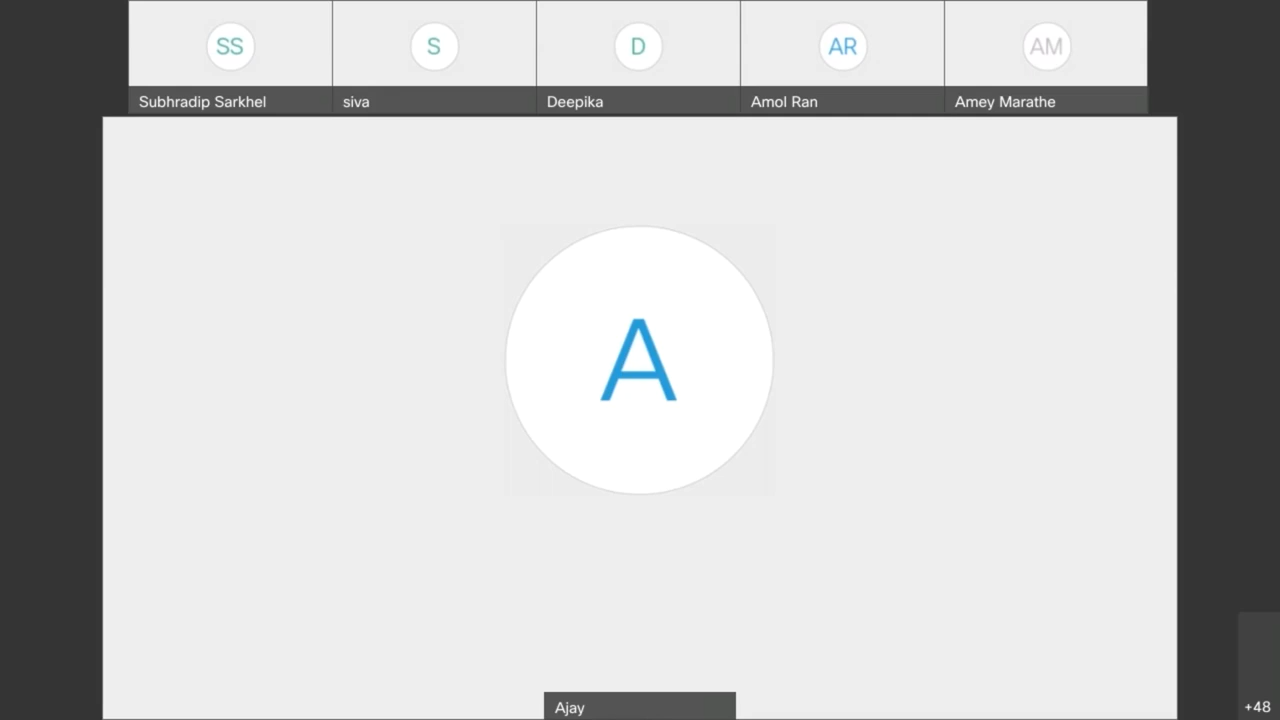 SS S D AR AM
Subhradip Sarkhel siva Deepika Amol Ran Amey Marathe
A
Ajay
+48